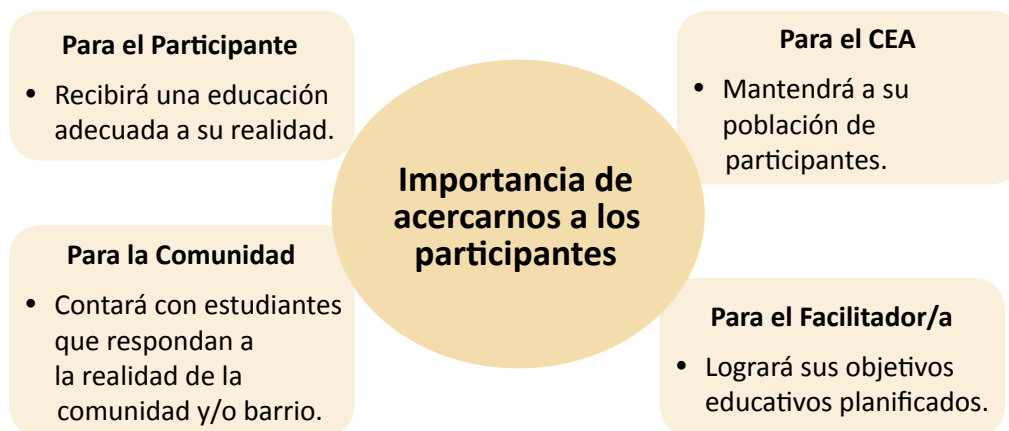 Para el Participante
• Recibirá una educación
adecuada a su realidad.
Para el CEA
• Mantendrá a su
población de
participantes.
Importancia de
acercarnos a los
participantes
Para la Comunidad
• Contará con estudiantes
que respondan a
la realidad de la
comunidad y/o barrio.
Para el Facilitador/a
• Logrará sus objetivos
educativos planificados.